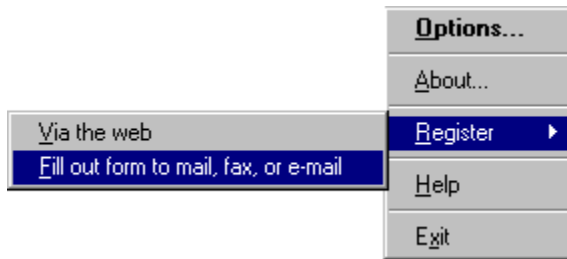 Options...
About...
Via the web
Register
Fill out form to mail, fax, or e-mail
Help
Exit